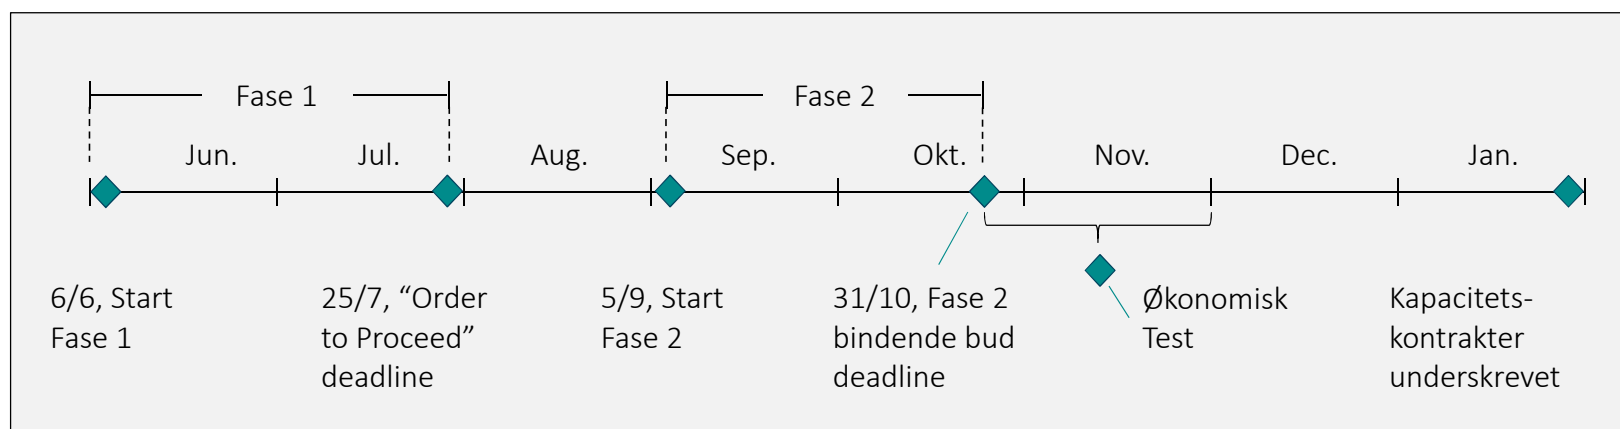 Fase 1
Fase 2
Jun.
Jul.
Aug.
Sep.
Okt.
Nov.
Dec.
Jan.
6/6, Start
Fase 1
25/7, “Order
to Proceed”
deadline
5/9, Start
Fase 2
31/10, Fase 2
bindende bud
deadline
Økonomisk
Test
Kapacitets-
kontrakter
underskrevet